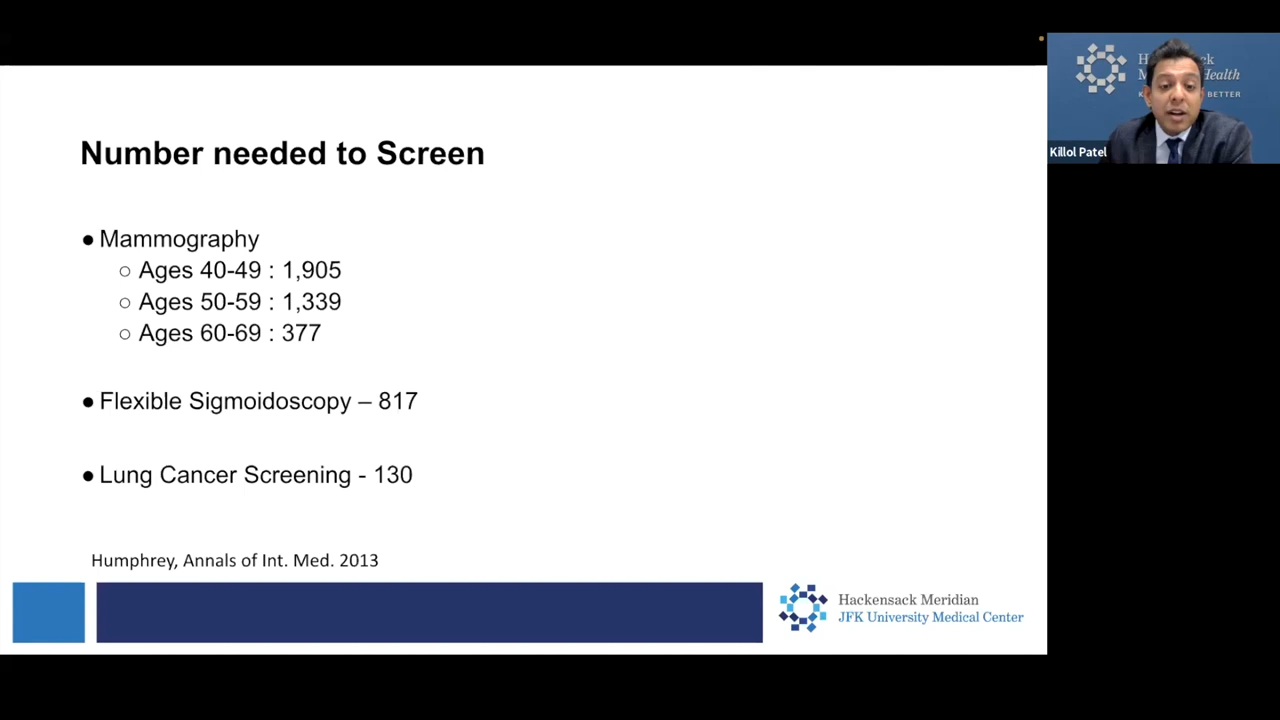 Number needed to Screen
● Mammography
○ Ages 40-49 : 1,905
○ Ages 50-59 : 1,339
○ Ages 60-69 : 377
● Flexible Sigmoidoscopy – 817
● Lung Cancer Screening - 130
Humphrey, Annals of Int. Med. 2013
Hackensack Meridian
JFK University Medical Center
Health
BETTER
Killol Patel